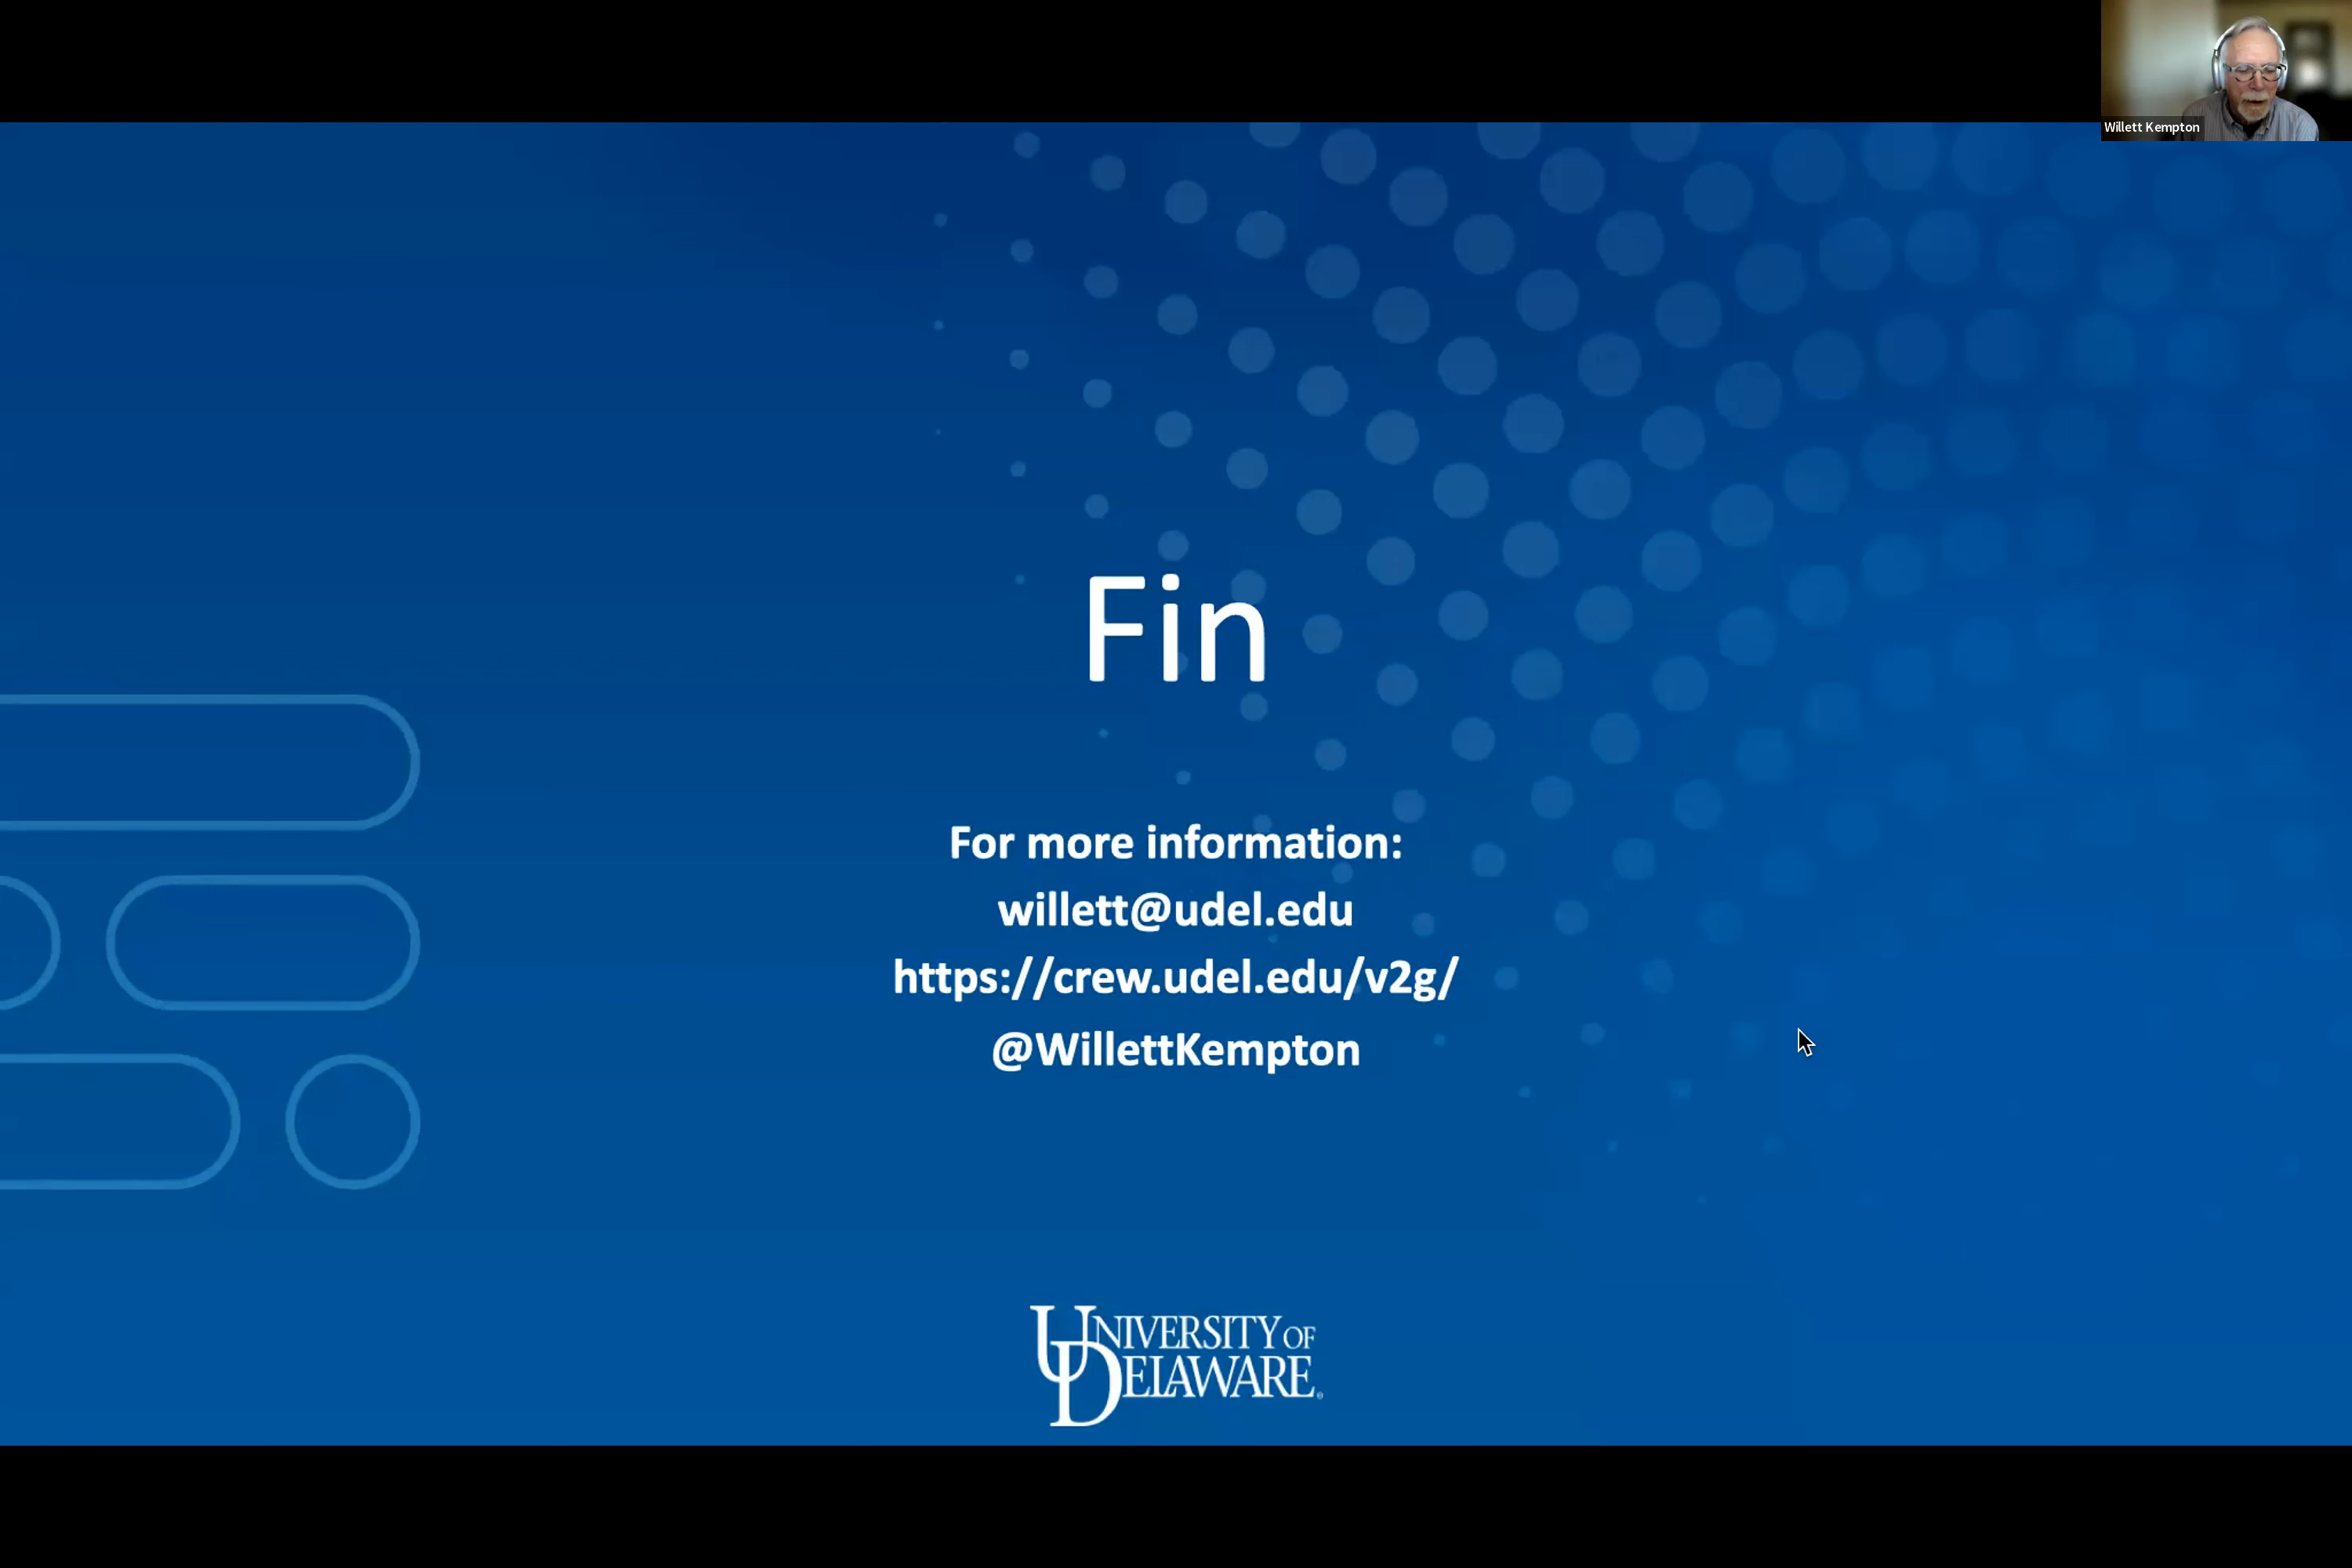 Willett Kempton
Fin
For more information:
willett@udel.edu
https://crew.udel.edu/v2g/
@WillettKempton
UNIVERSITY OF
DELAWARE